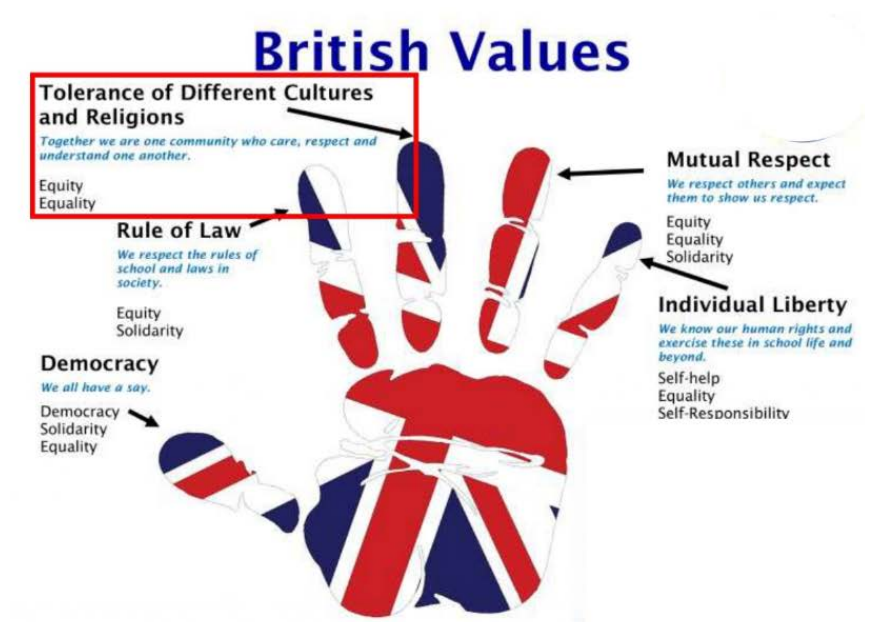 British Values
Tolerance of Different Cultures
and Religions
Together we are one community who care, respect and
understand one another.
Equity
Equality
Rule of Law
We respect the rules of
school and laws in
society.
Equity
Solidarity
Democracy
We all have a say.
Democracy
Solidarity
Equality
Mutual Respect
We respect others and expect
them to show us respect.
Equity
Equality
Solidarity
Individual Liberty
We know our human rights and
exercise these in school life and
beyond.
Self-help
Equality
Self-Responsibility